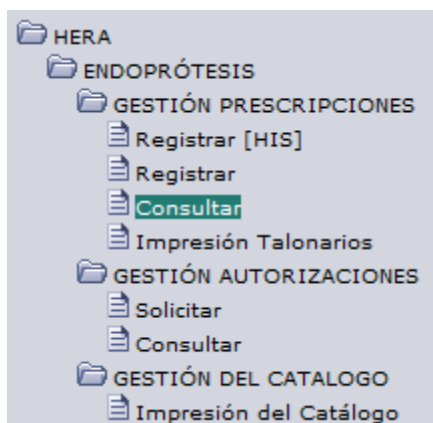 HERA
ENDOPRÓTESIS
GESTIÓN PRESCRIPCIONES
Registrar [HIS]
Registrar
Consultar
Impresión Talonarios
GESTIÓN AUTORIZACIONES
Solicitar
Consultar
GESTIÓN DEL CATALOGO
Impresión del Catálogo